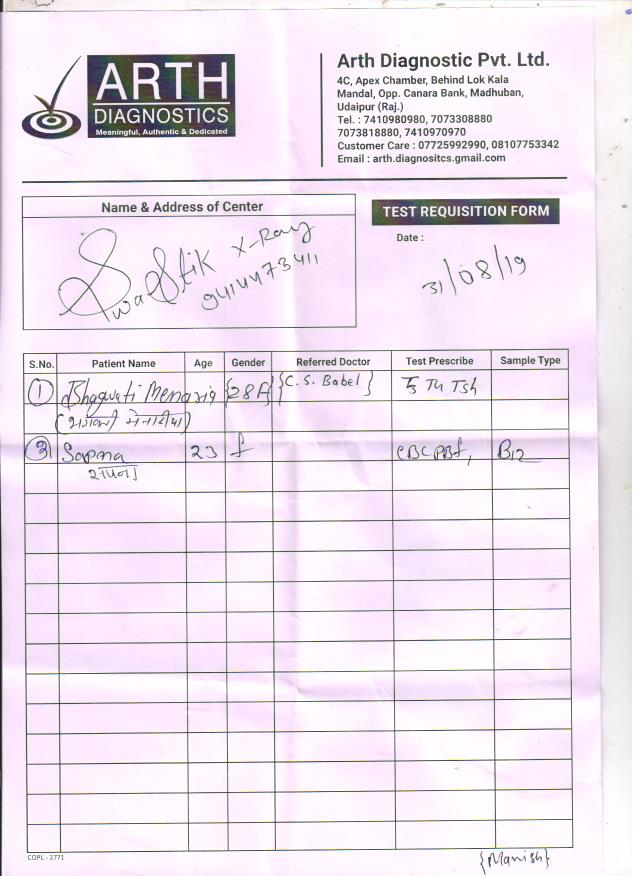 ARTH
DIAGNOSTICS
Meaningful, Authentic & Dedicated
Arth Diagnostic Pvt. Ltd.
4C, Apex Chamber, Behind Lok Kala
Mandal, Opp. Canara Bank, Madhuban,
Udaipur (Raj.)
Tel. : 7410980980, 7073308880
7073818880, 7410970970
Customer Care : 07725992990, 08107753342
Email : arth.diagnositcs.gmail.com
Name & Address of Center
TEST REQUISITION FORM
Swastik X-Ray
9414473411
Date :
31/08/19
S.No. Patient Name Age Gender Referred Doctor Test Prescribe Sample Type
1 Bhagwati Menaria {28 F} {C. S. Babel} T3 T4 Tsh
(भगवती मेनारीया)
3 Sapna 23 f CBC PBf, B12
सपना
COPL - 2771
{Manish}